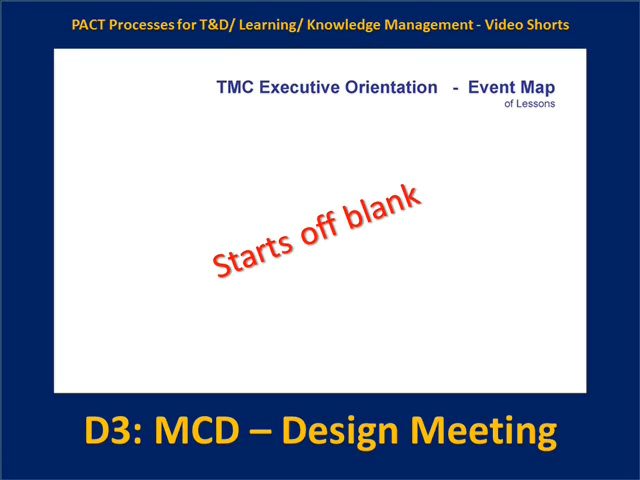 PACT Processes for T&D/ Learning/ Knowledge Management - Video Shorts
TMC Executive Orientation - Event Map
of Lessons
Starts off blank
D3: MCD – Design Meeting